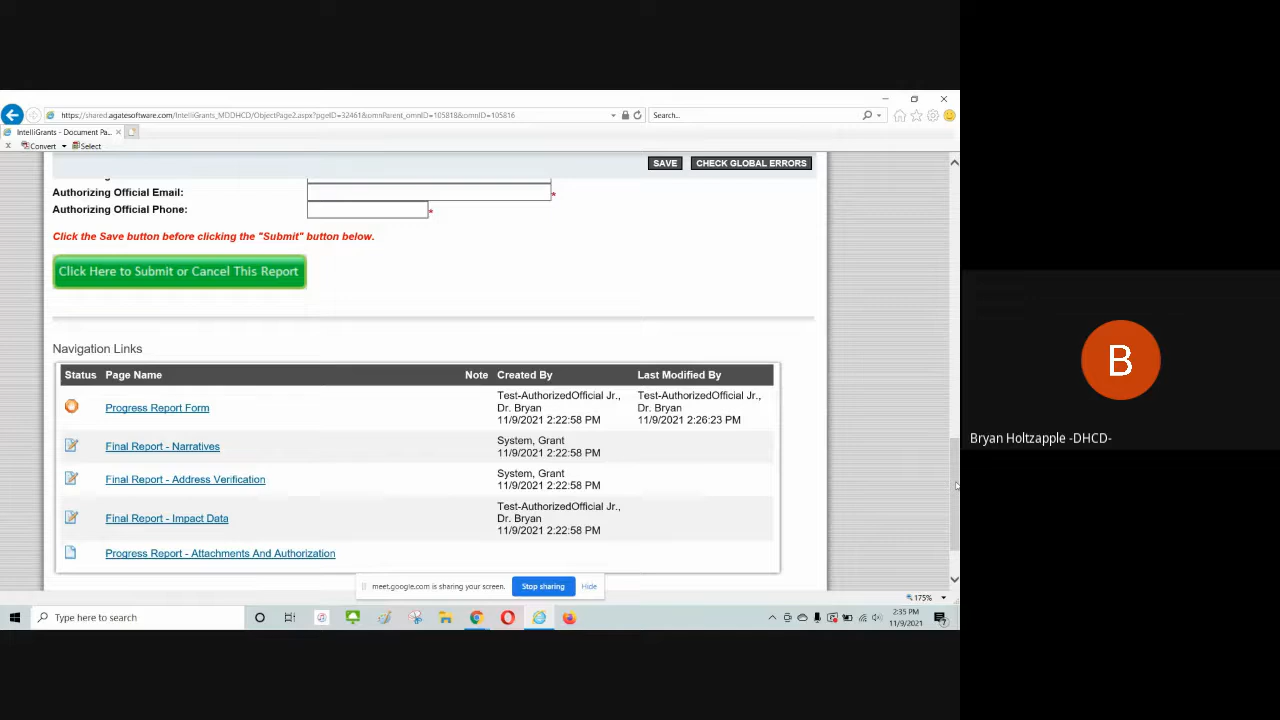 https://shared.agatesoftware.com/IntelliGrants_MDDHCD/ObjectPage2.aspx?pgeID=32461&omnParent_omnID=105818&omnID=105816
Search...
IntelliGrants - Document Pa...
x Convert Select
SAVE CHECK GLOBAL ERRORS
Authorizing Official Email: *
Authorizing Official Phone: *
Click the Save button before clicking the "Submit" button below.
Click Here to Submit or Cancel This Report
Navigation Links
Status Page Name Note Created By Last Modified By
Progress Report Form
Test-AuthorizedOfficial Jr.,
Dr. Bryan
11/9/2021 2:22:58 PM
Test-AuthorizedOfficial Jr.,
Dr. Bryan
11/9/2021 2:26:23 PM
Final Report - Narratives
System, Grant
11/9/2021 2:22:58 PM
Final Report - Address Verification
System, Grant
11/9/2021 2:22:58 PM
Final Report - Impact Data
Test-AuthorizedOfficial Jr.,
Dr. Bryan
11/9/2021 2:22:58 PM
Progress Report - Attachments And Authorization
meet.google.com is sharing your screen. Stop sharing Hide
175%
Type here to search
2:35 PM
11/9/2021
B
Bryan Holtzapple -DHCD-